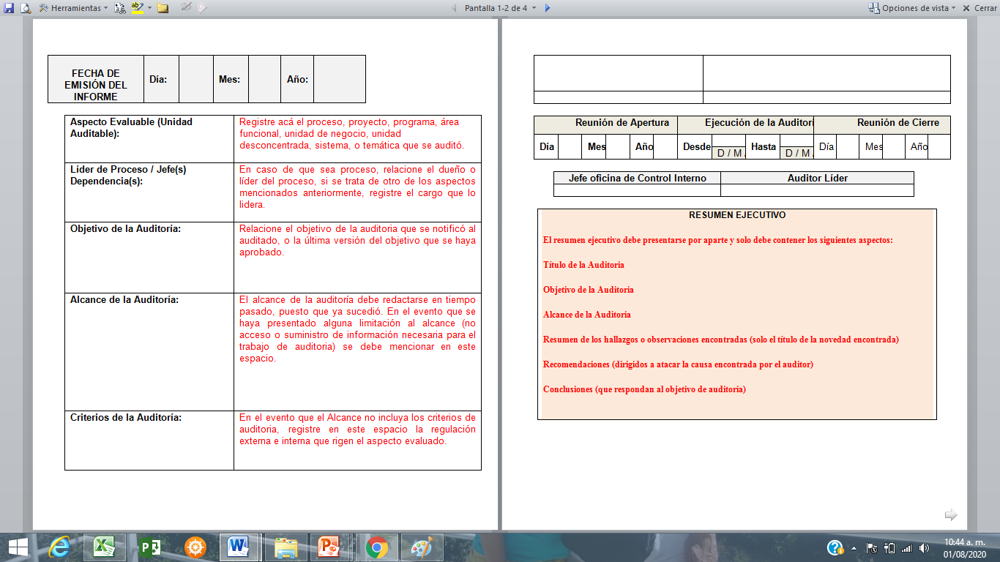 Herramientas
Pantalla 1-2 de 4
Opciones de vista
Cerrar
FECHA DE
EMISIÓN DEL
INFORME
Día:
Mes:
Año:
Aspecto Evaluable (Unidad
Auditable):
Registre acá el proceso, proyecto, programa, área
funcional, unidad de negocio, unidad
desconcentrada, sistema, o temática que se auditó.
Líder de Proceso / Jefe(s)
Dependencia(s):
En caso de que sea proceso, relacione el dueño o
líder del proceso, si se trata de otro de los aspectos
mencionados anteriormente, registre el cargo que lo
lidera.
Objetivo de la Auditoría:
Relacione el objetivo de la auditoria que se notificó al
auditado, o la última versión del objetivo que se haya
aprobado.
Alcance de la Auditoría:
El alcance de la auditoría debe redactarse en tiempo
pasado, puesto que ya sucedió. En el evento que se
haya presentado alguna limitación al alcance (no
acceso o suministro de información necesaria para el
trabajo de auditoria) se debe mencionar en este
espacio.
Criterios de la Auditoría:
En el evento que el Alcance no incluya los criterios de
auditoria, registre en este espacio la regulación
externa e interna que rigen el aspecto evaluado.
Reunión de Apertura
Ejecución de la Auditorí
Reunión de Cierre
Día
Mes
Año
Desde
D / M /
Hasta
D / M /
Día
Mes
Año
Jefe oficina de Control Interno
Auditor Líder
RESUMEN EJECUTIVO
El resumen ejecutivo debe presentarse por aparte y solo debe contener los siguientes aspectos:
Título de la Auditoria
Objetivo de la Auditoria
Alcance de la Auditoria
Resumen de los hallazgos o observaciones encontradas (solo el título de la novedad encontrada)
Recomendaciones (dirigidos a atacar la causa encontrada por el auditor)
Conclusiones (que respondan al objetivo de auditoria)
10:44 a. m.
01/08/2020